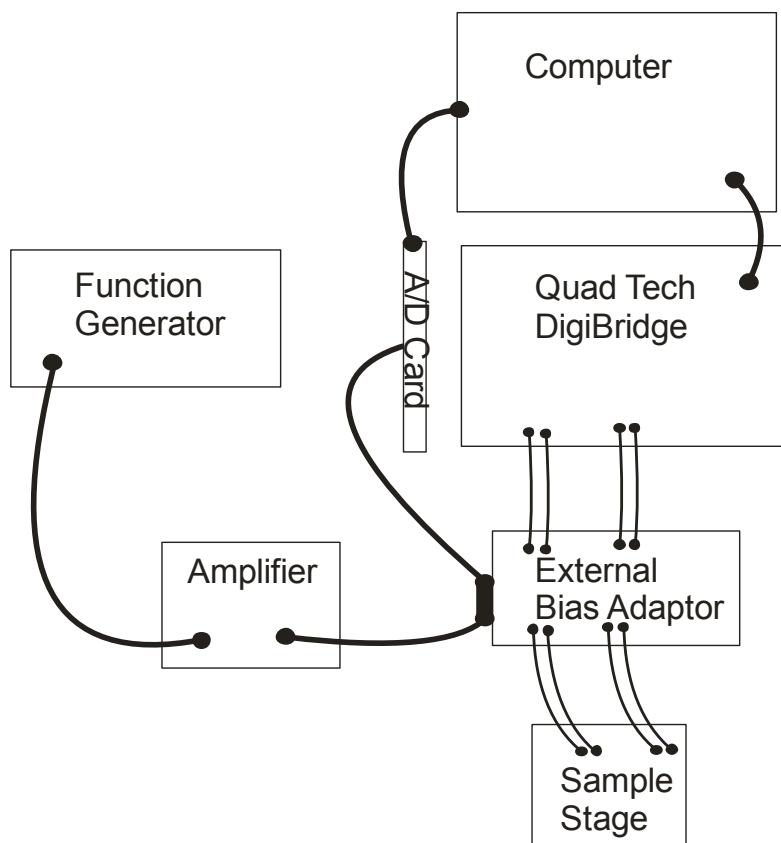 Computer
Function
Generator
A/D Card
Quad Tech
DigiBridge
Amplifier
External
Bias Adaptor
Sample
Stage